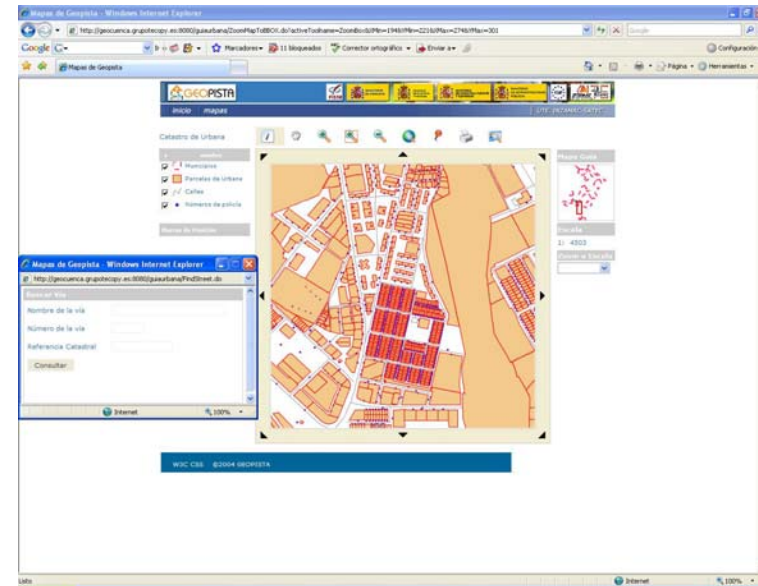 Mapas de Geopista - Windows Internet Explorer
Google
Marcadores
11 bloqueados
Corrector ortográfico
Enviar a
Configuración
Mapas de Geopista
Página
Herramientas
GEOPISTA
inicio mapas
Catastro de Urbana
Municipios
Parcelas de Urbana
Calles
Números de policía
Mapa Guía
Escala
1: 4503
Zoom a Escala
Mapas de Geopista - Windows Internet Explorer
http://geocuenca.grupotecopy.es:8080/guiaurbana/FindStreet.do
Buscar Vía
Nombre de la vía
Número de la vía
Referencia Catastral
Consultar
Internet 100%
W3C CSS ©2004 GEOPISTA
Listo
Internet 100%